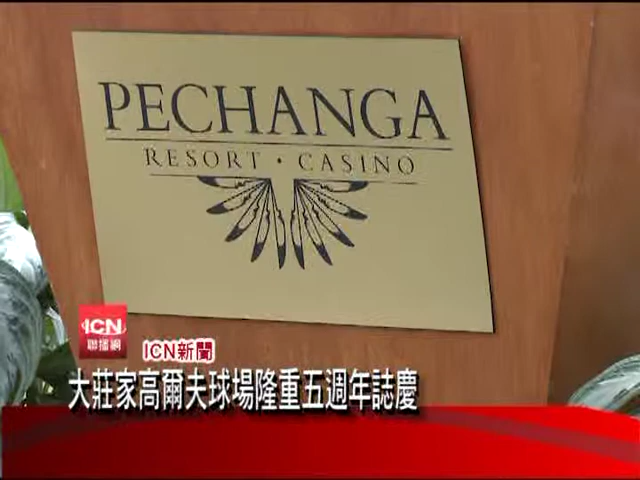 PECHANGA
RESORT · CASINO
ICN
聯播網
ICN新聞
大莊家高爾夫球場隆重五週年誌慶